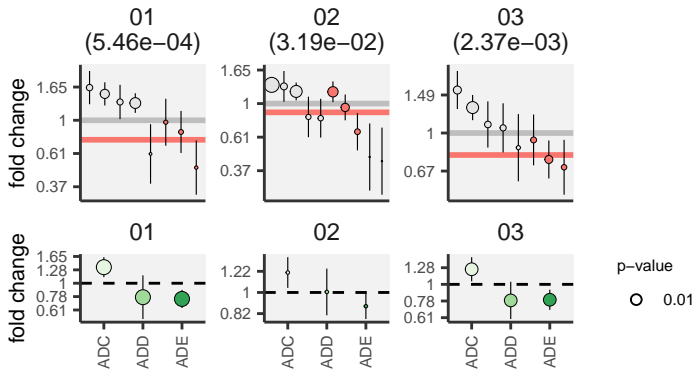 01
(5.46e−04)
02
(3.19e−02)
03
(2.37e−03)
fold change
1.65
1
0.61
0.37
1.65
1
0.61
0.37
1.49
1
0.67
01
02
03
fold change
1.65
1.28
1
0.78
0.61
1.22
1
0.82
1.28
1
0.78
0.61
ADC
ADD
ADE
ADC
ADD
ADE
ADC
ADD
ADE
p−value
0.01